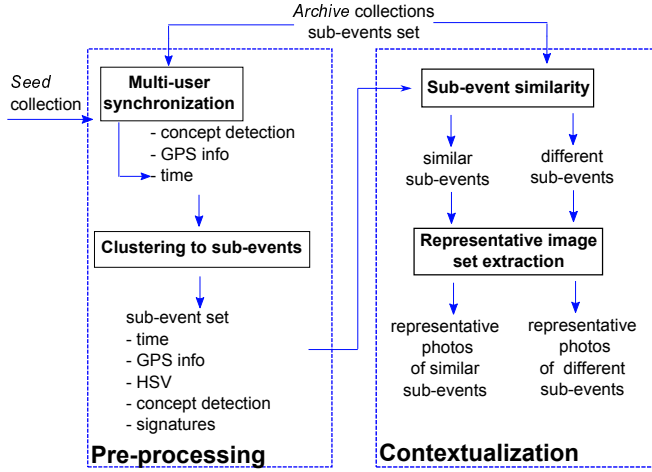 Archive collections
sub-events set
Seed
collection
Multi-user
synchronization
- concept detection
- GPS info
- time
Clustering to sub-events
sub-event set
- time
- GPS info
- HSV
- concept detection
- signatures
Pre-processing
Sub-event similarity
similar
sub-events
different
sub-events
Representative image
set extraction
representative
photos
of similar
sub-events
representative
photos
of different
sub-events
Contextualization